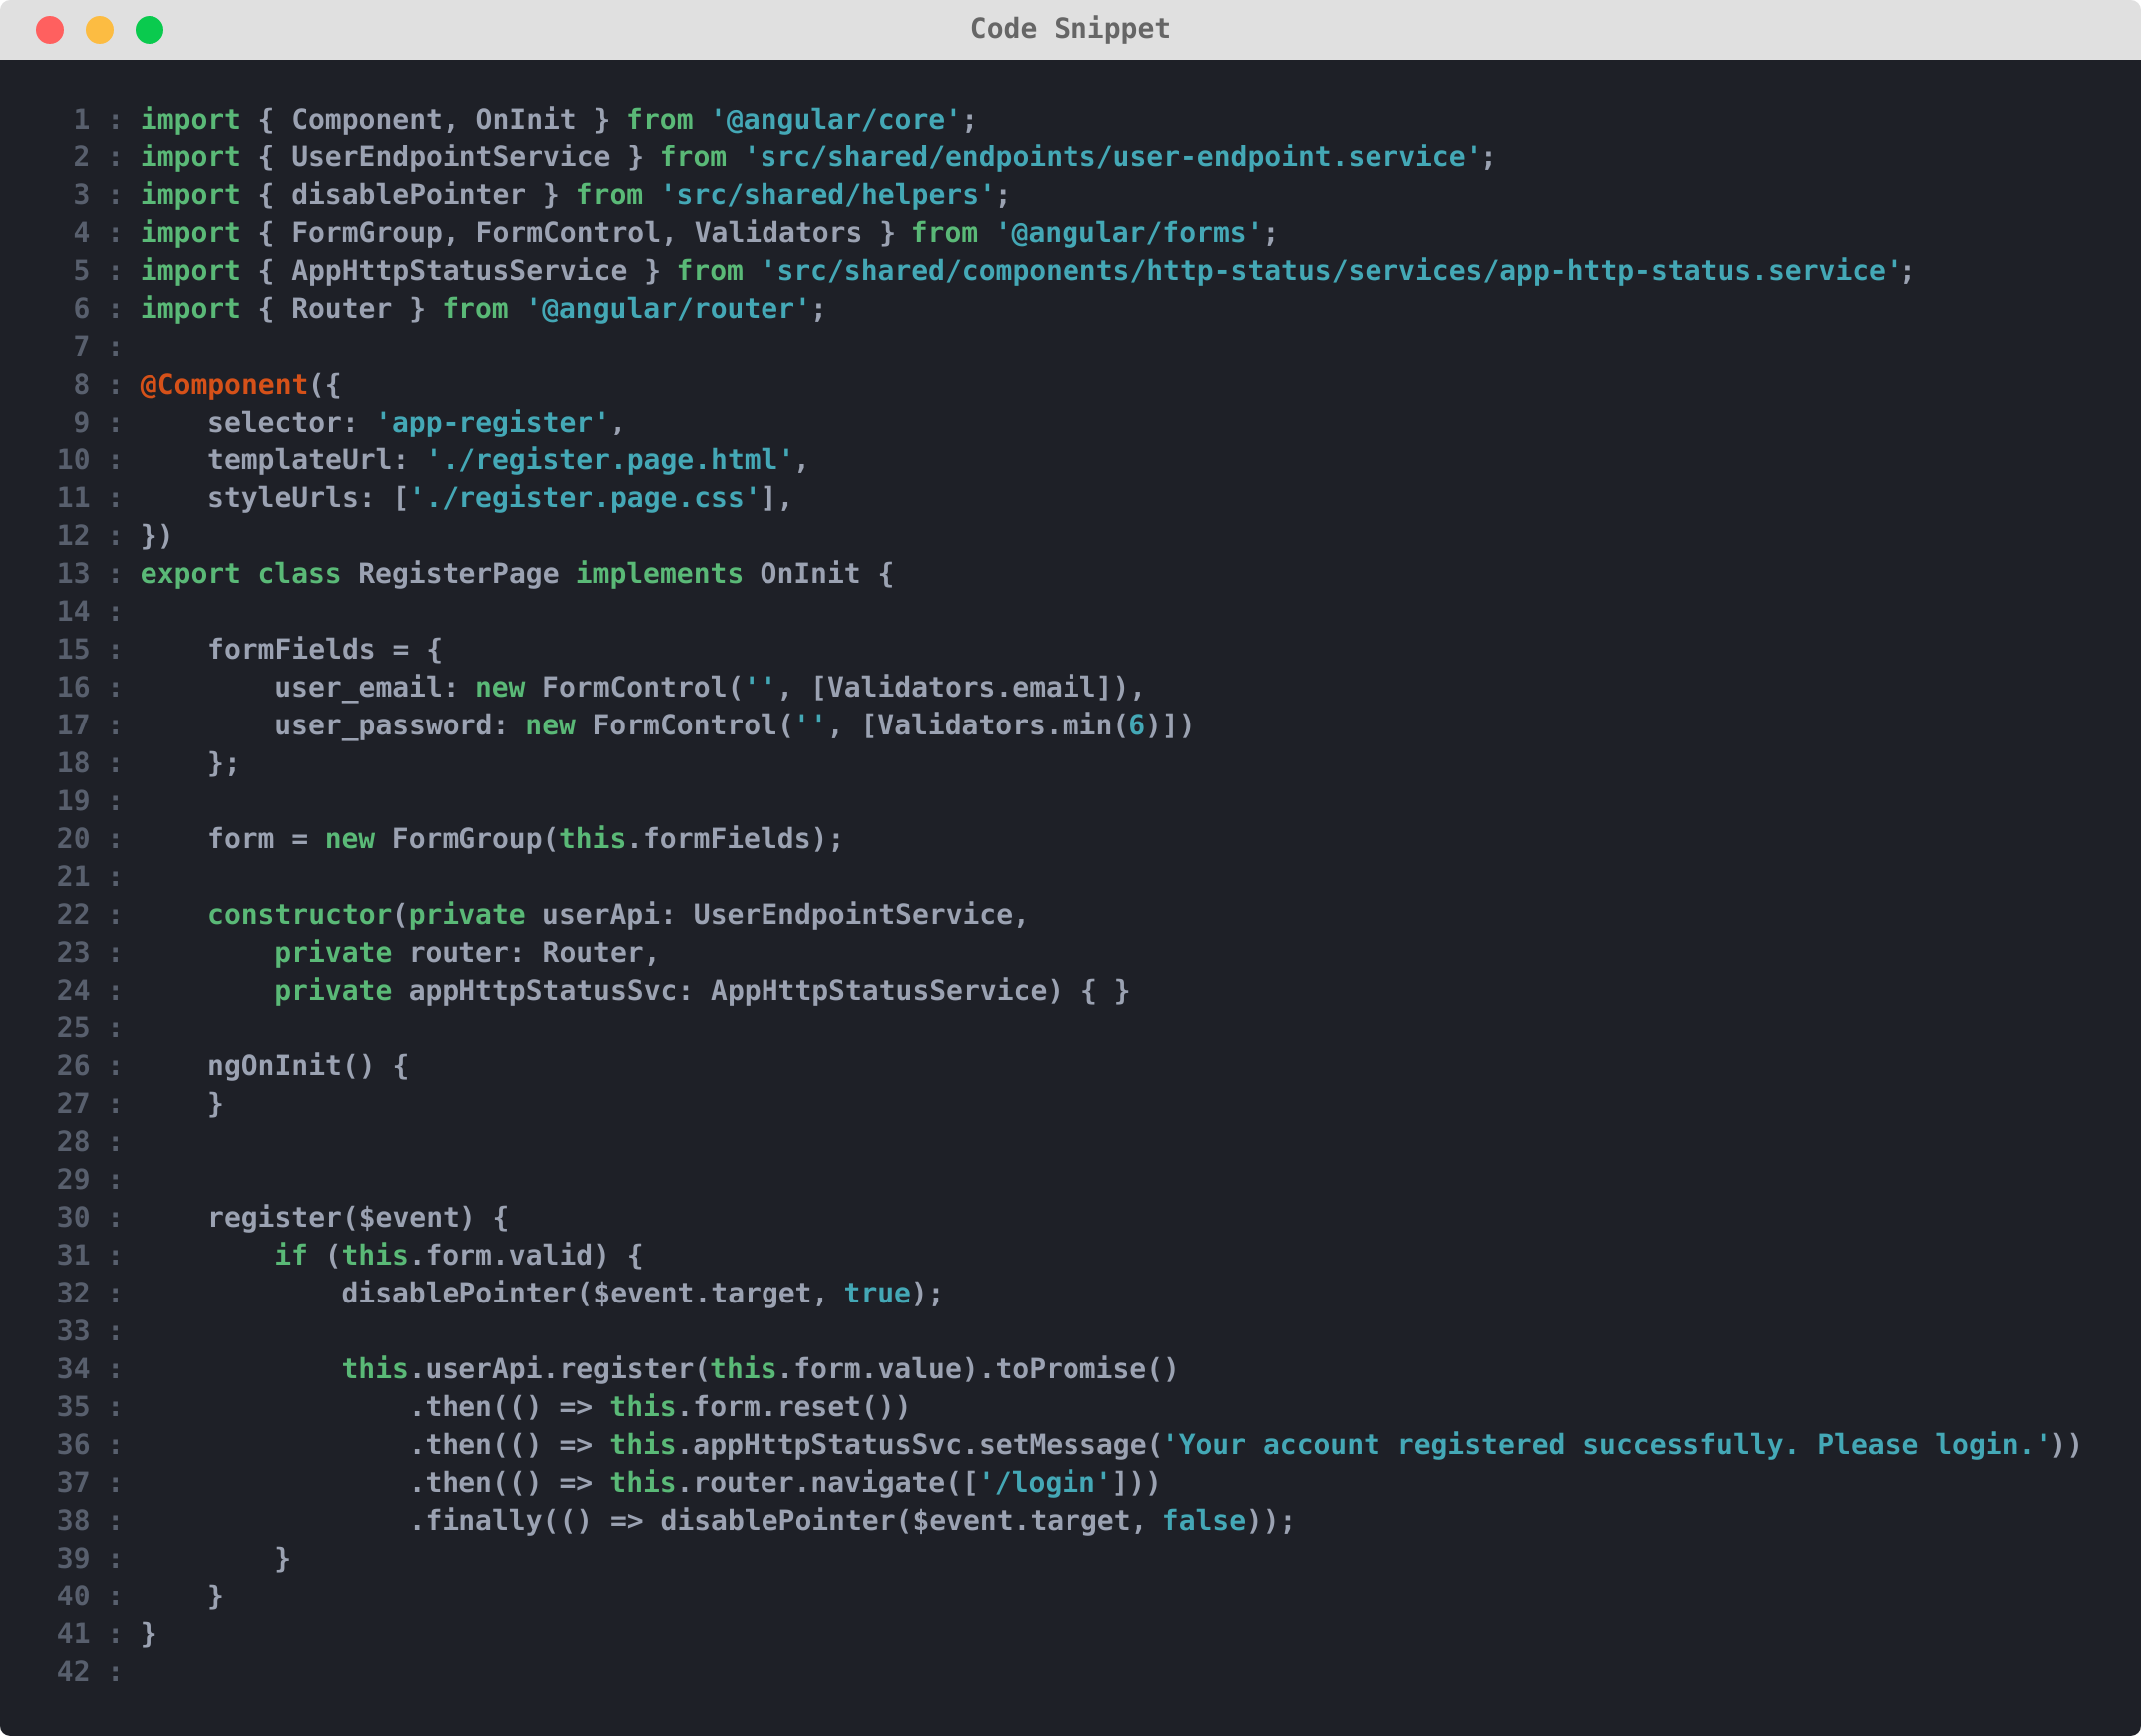 Code Snippet
1 : import { Component, OnInit } from '@angular/core';
2 : import { UserEndpointService } from 'src/shared/endpoints/user-endpoint.service';
3 : import { disablePointer } from 'src/shared/helpers';
4 : import { FormGroup, FormControl, Validators } from '@angular/forms';
5 : import { AppHttpStatusService } from 'src/shared/components/http-status/services/app-http-status.service';
6 : import { Router } from '@angular/router';
7 :
8 : @Component({
9 :     selector: 'app-register',
10 :     templateUrl: './register.page.html',
11 :     styleUrls: ['./register.page.css'],
12 : })
13 : export class RegisterPage implements OnInit {
14 :
15 :     formFields = {
16 :         user_email: new FormControl('', [Validators.email]),
17 :         user_password: new FormControl('', [Validators.min(6)])
18 :     };
19 :
20 :     form = new FormGroup(this.formFields);
21 :
22 :     constructor(private userApi: UserEndpointService,
23 :         private router: Router,
24 :         private appHttpStatusSvc: AppHttpStatusService) { }
25 :
26 :     ngOnInit() {
27 :     }
28 :
29 :
30 :     register($event) {
31 :         if (this.form.valid) {
32 :             disablePointer($event.target, true);
33 :
34 :             this.userApi.register(this.form.value).toPromise()
35 :                 .then(() => this.form.reset())
36 :                 .then(() => this.appHttpStatusSvc.setMessage('Your account registered successfully. Please login.'))
37 :                 .then(() => this.router.navigate(['/login']))
38 :                 .finally(() => disablePointer($event.target, false));
39 :         }
40 :     }
41 : }
42 :